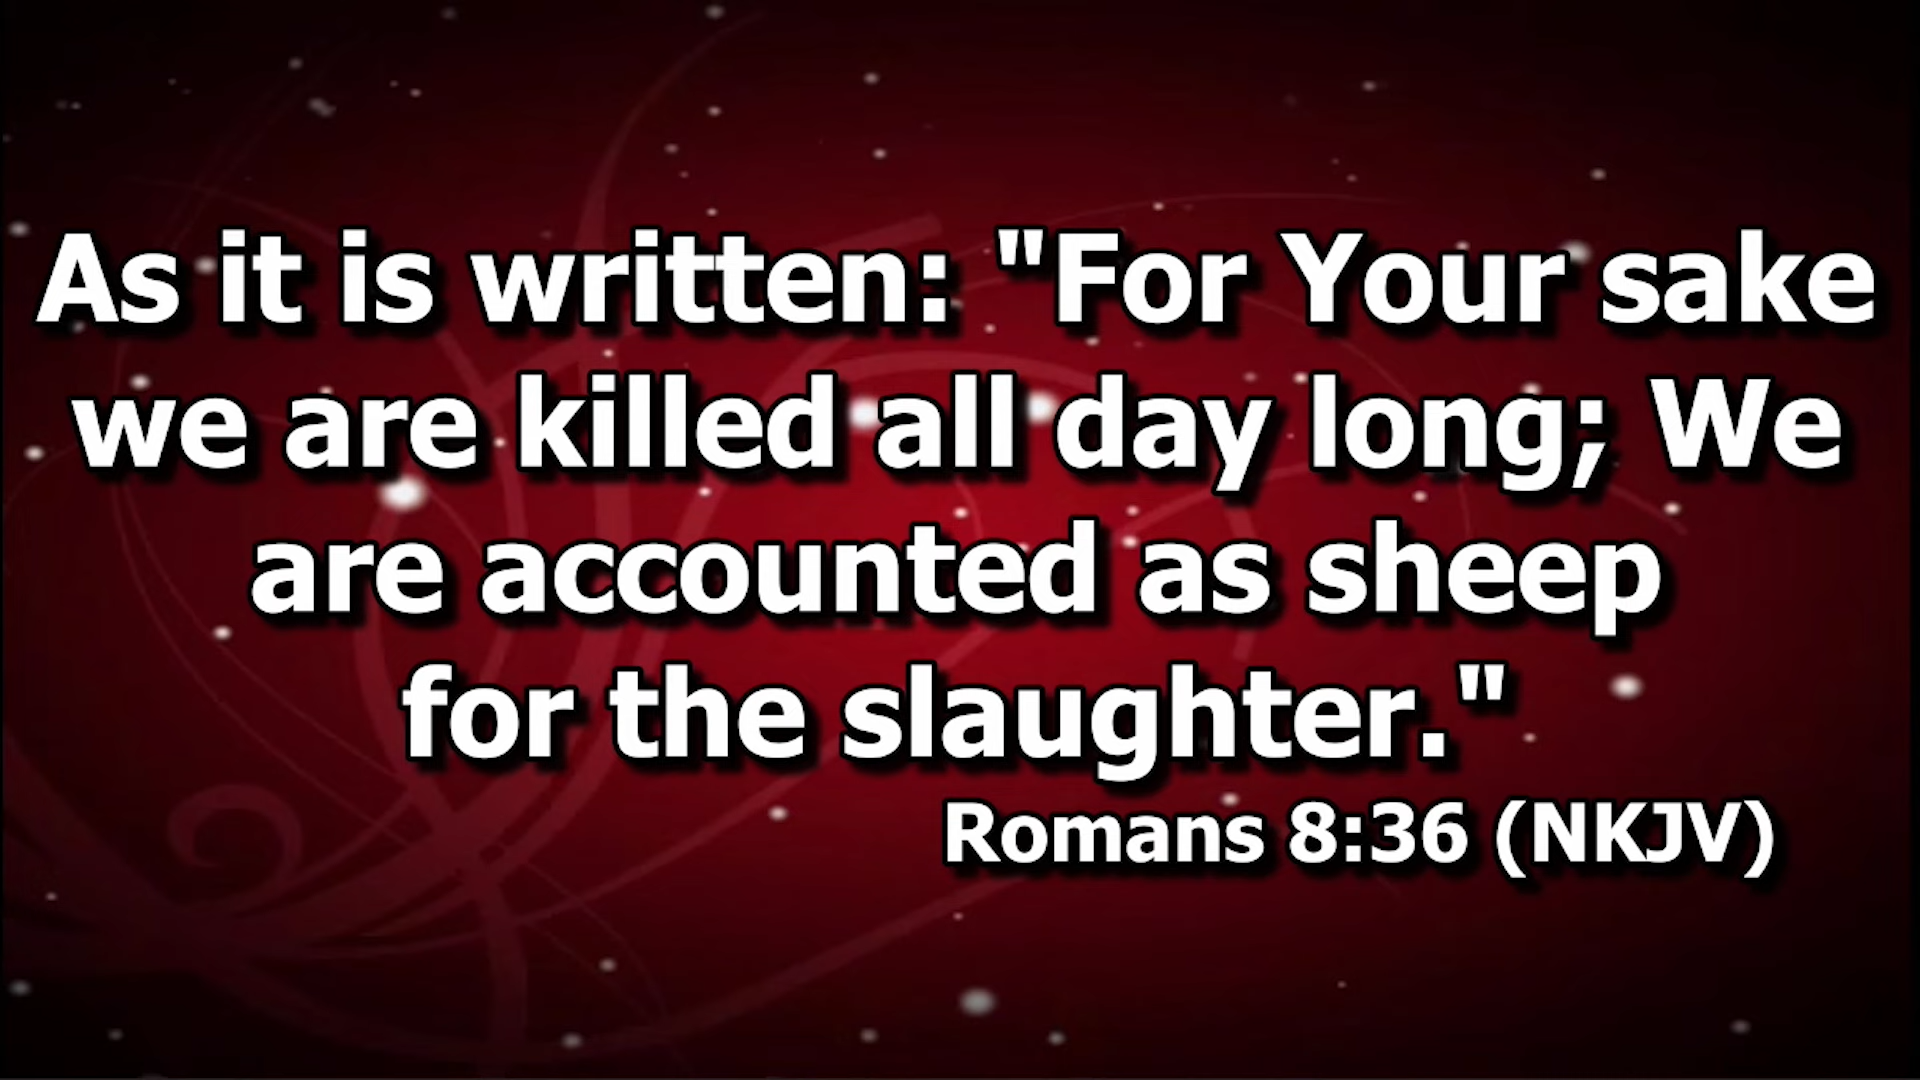 As it is written: "For Your sake
we are killed all day long; We
are accounted as sheep
for the slaughter."
Romans 8:36 (NKJV)